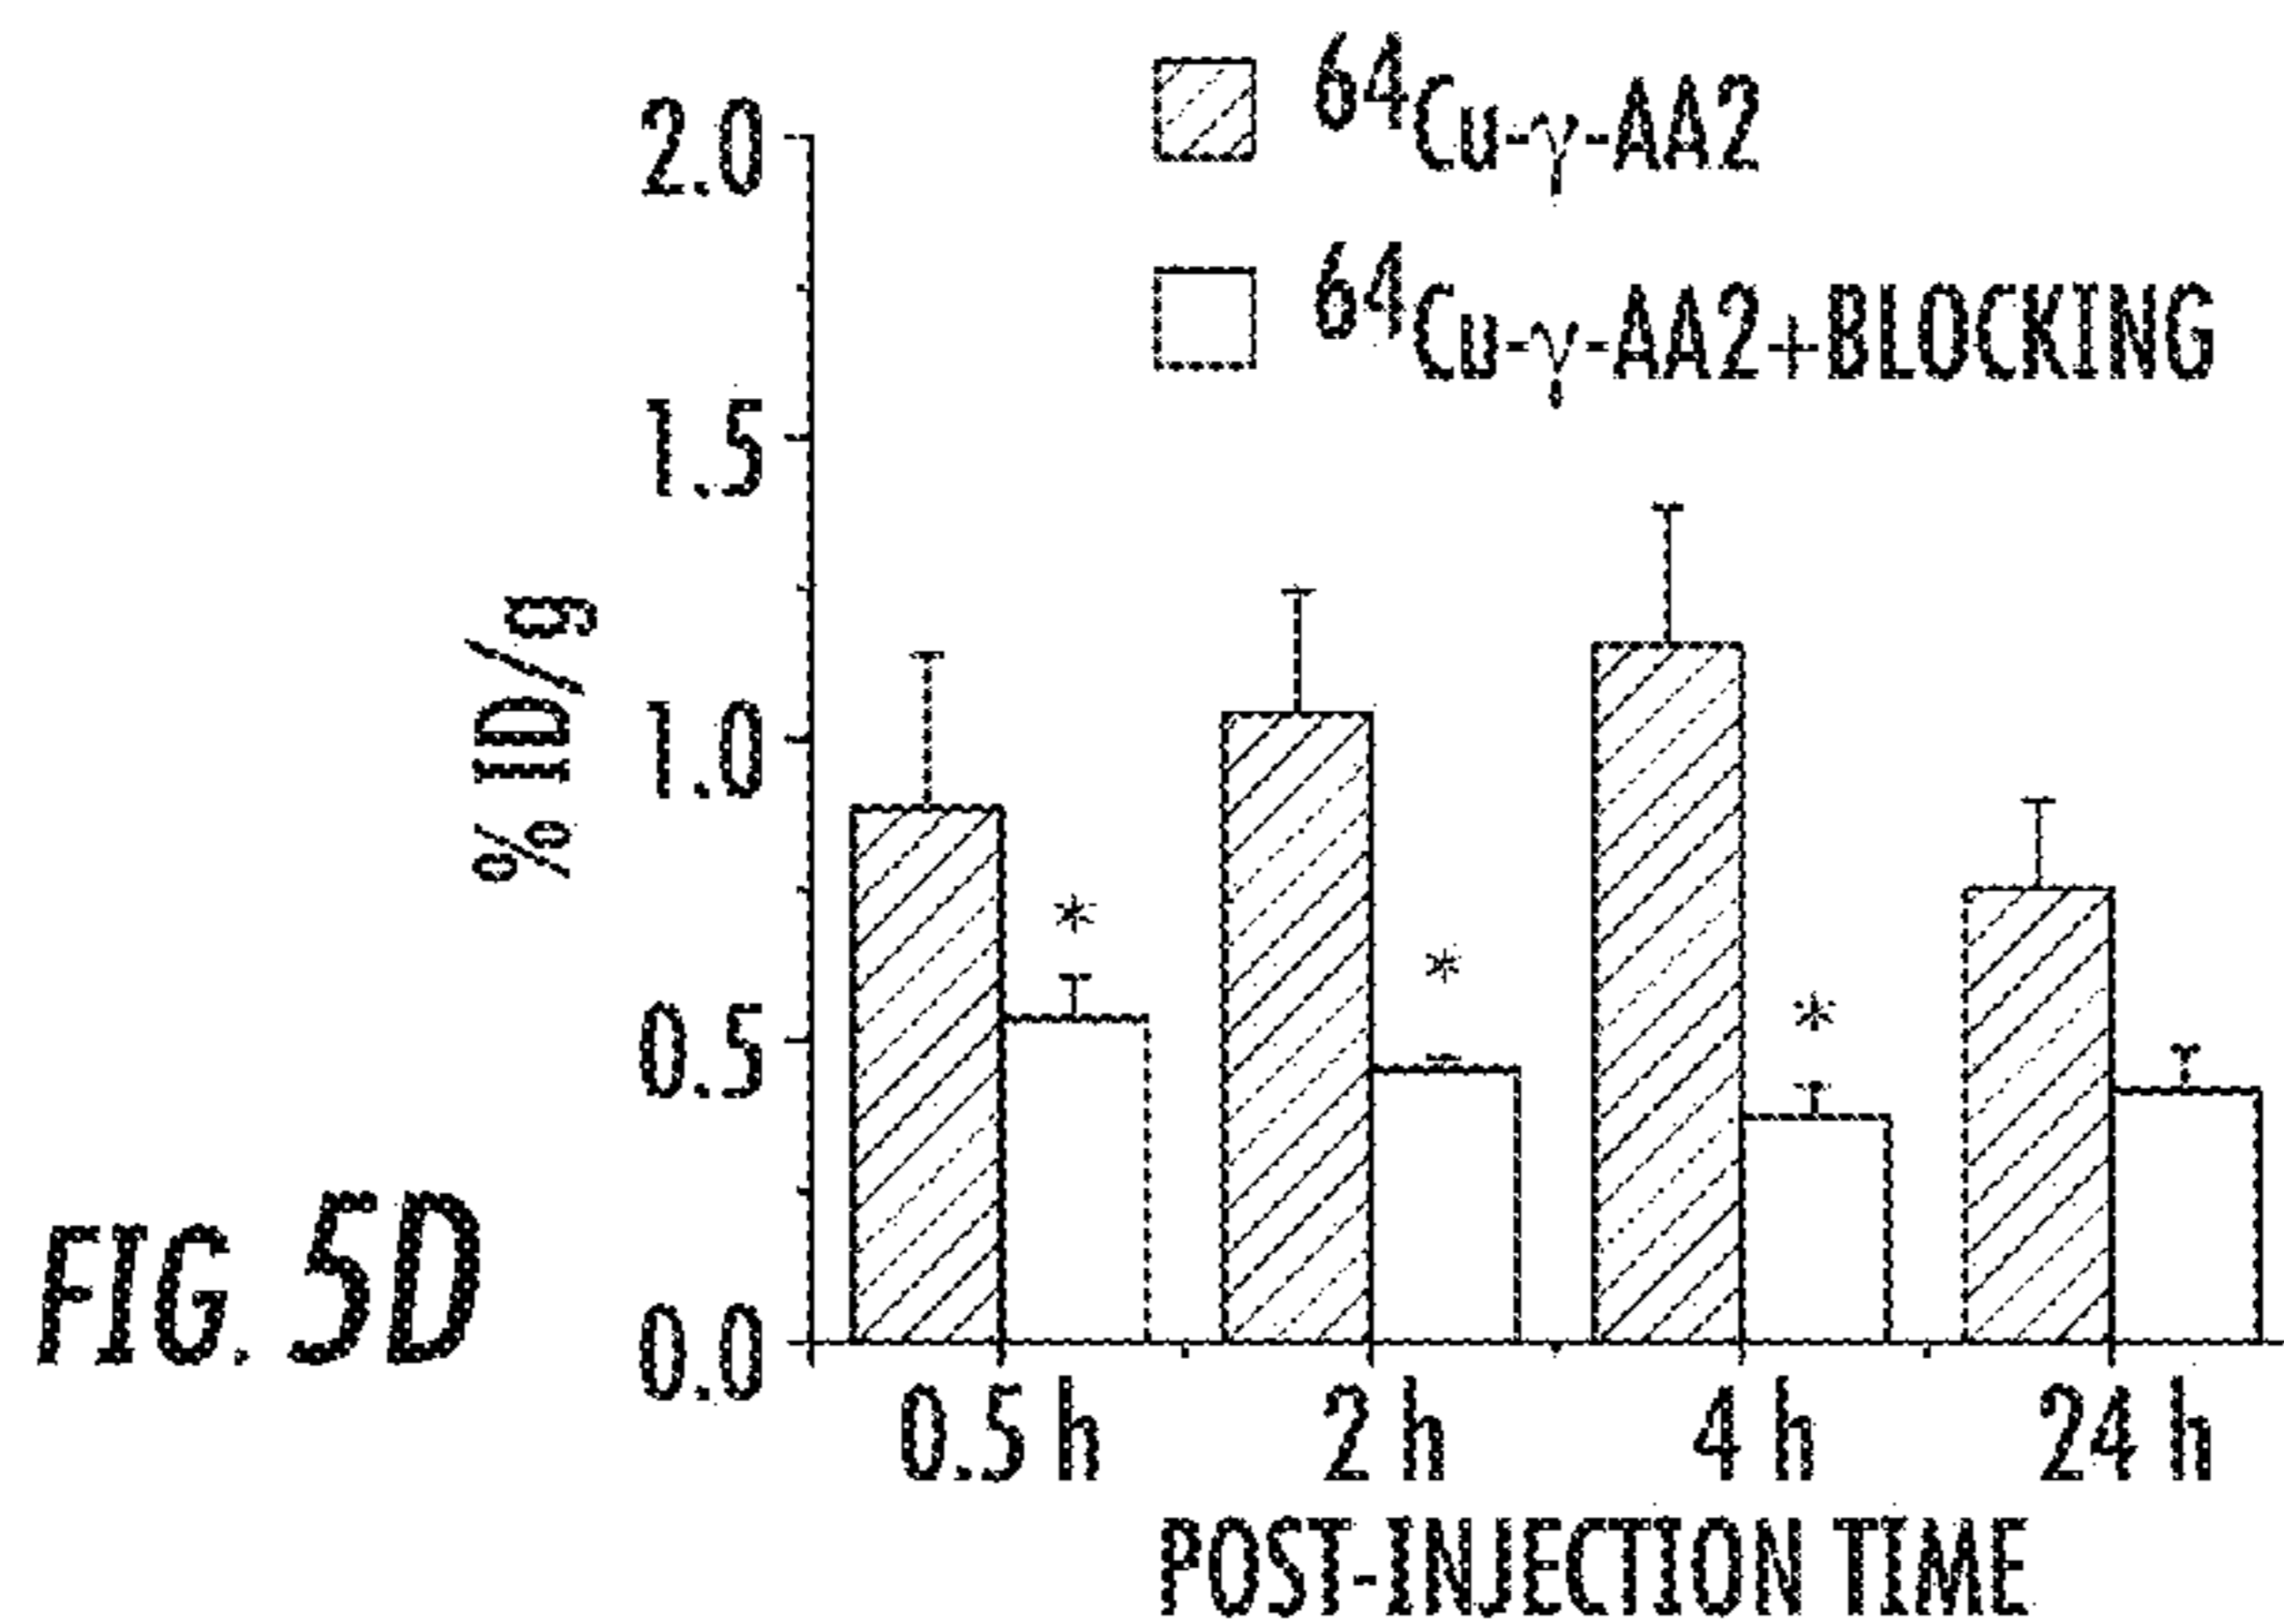 ⁶⁴Cu-γ-AA2
⁶⁴Cu-γ-AA2+BLOCKING
2.0
1.5
1.0
0.5
0.0
% ID/g
*
*
*
0.5 h 2 h 4 h 24 h
POST-INJECTION TIME
FIG. 5D